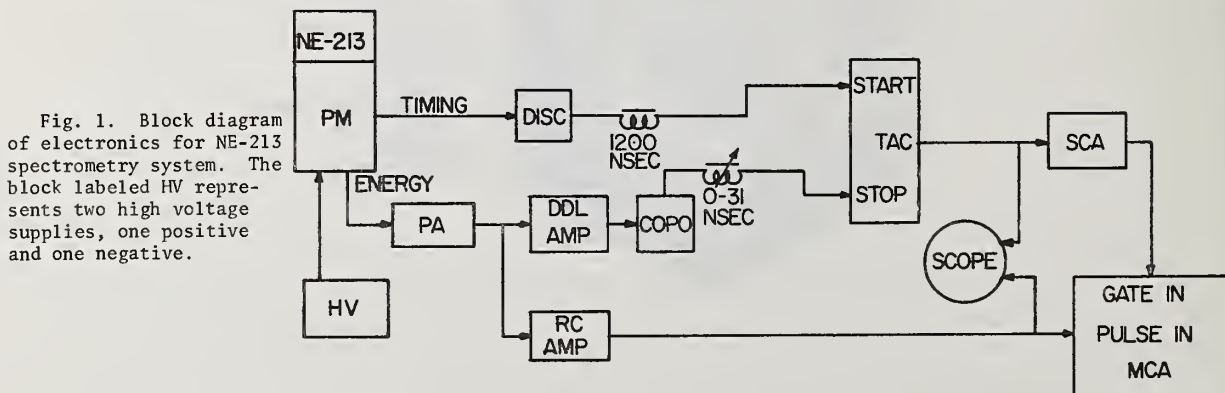 Fig. 1. Block diagram
of electronics for NE-213
spectrometry system. The
block labeled HV repre-
sents two high voltage
supplies, one positive
and one negative.
NE-213
PM
TIMING
DISC
1200
NSEC
START
TAC
STOP
SCA
ENERGY
PA
DDL
AMP
COPO
0-31
NSEC
SCOPE
HV
RC
AMP
GATE IN
PULSE IN
MCA